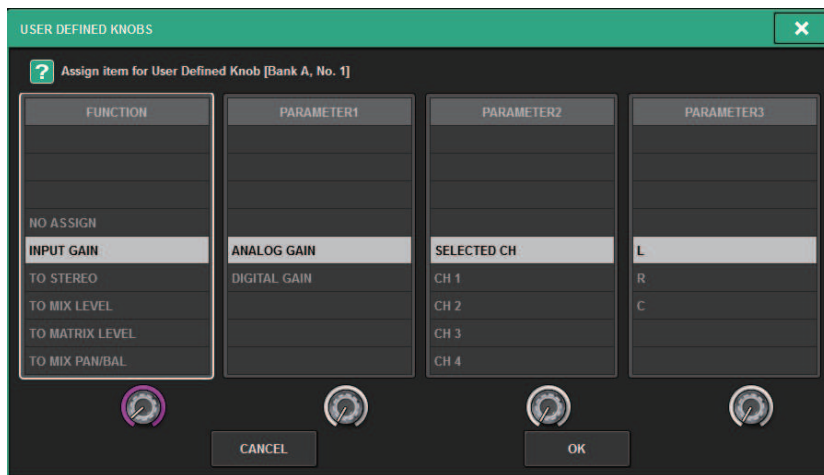 USER DEFINED KNOBS
? Assign item for User Defined Knob [Bank A, No. 1]
FUNCTION
NO ASSIGN
INPUT GAIN
TO STEREO
TO MIX LEVEL
TO MATRIX LEVEL
TO MIX PAN/BAL
PARAMETER1
ANALOG GAIN
DIGITAL GAIN
PARAMETER2
SELECTED CH
CH 1
CH 2
CH 3
CH 4
PARAMETER3
L
R
C
CANCEL
OK